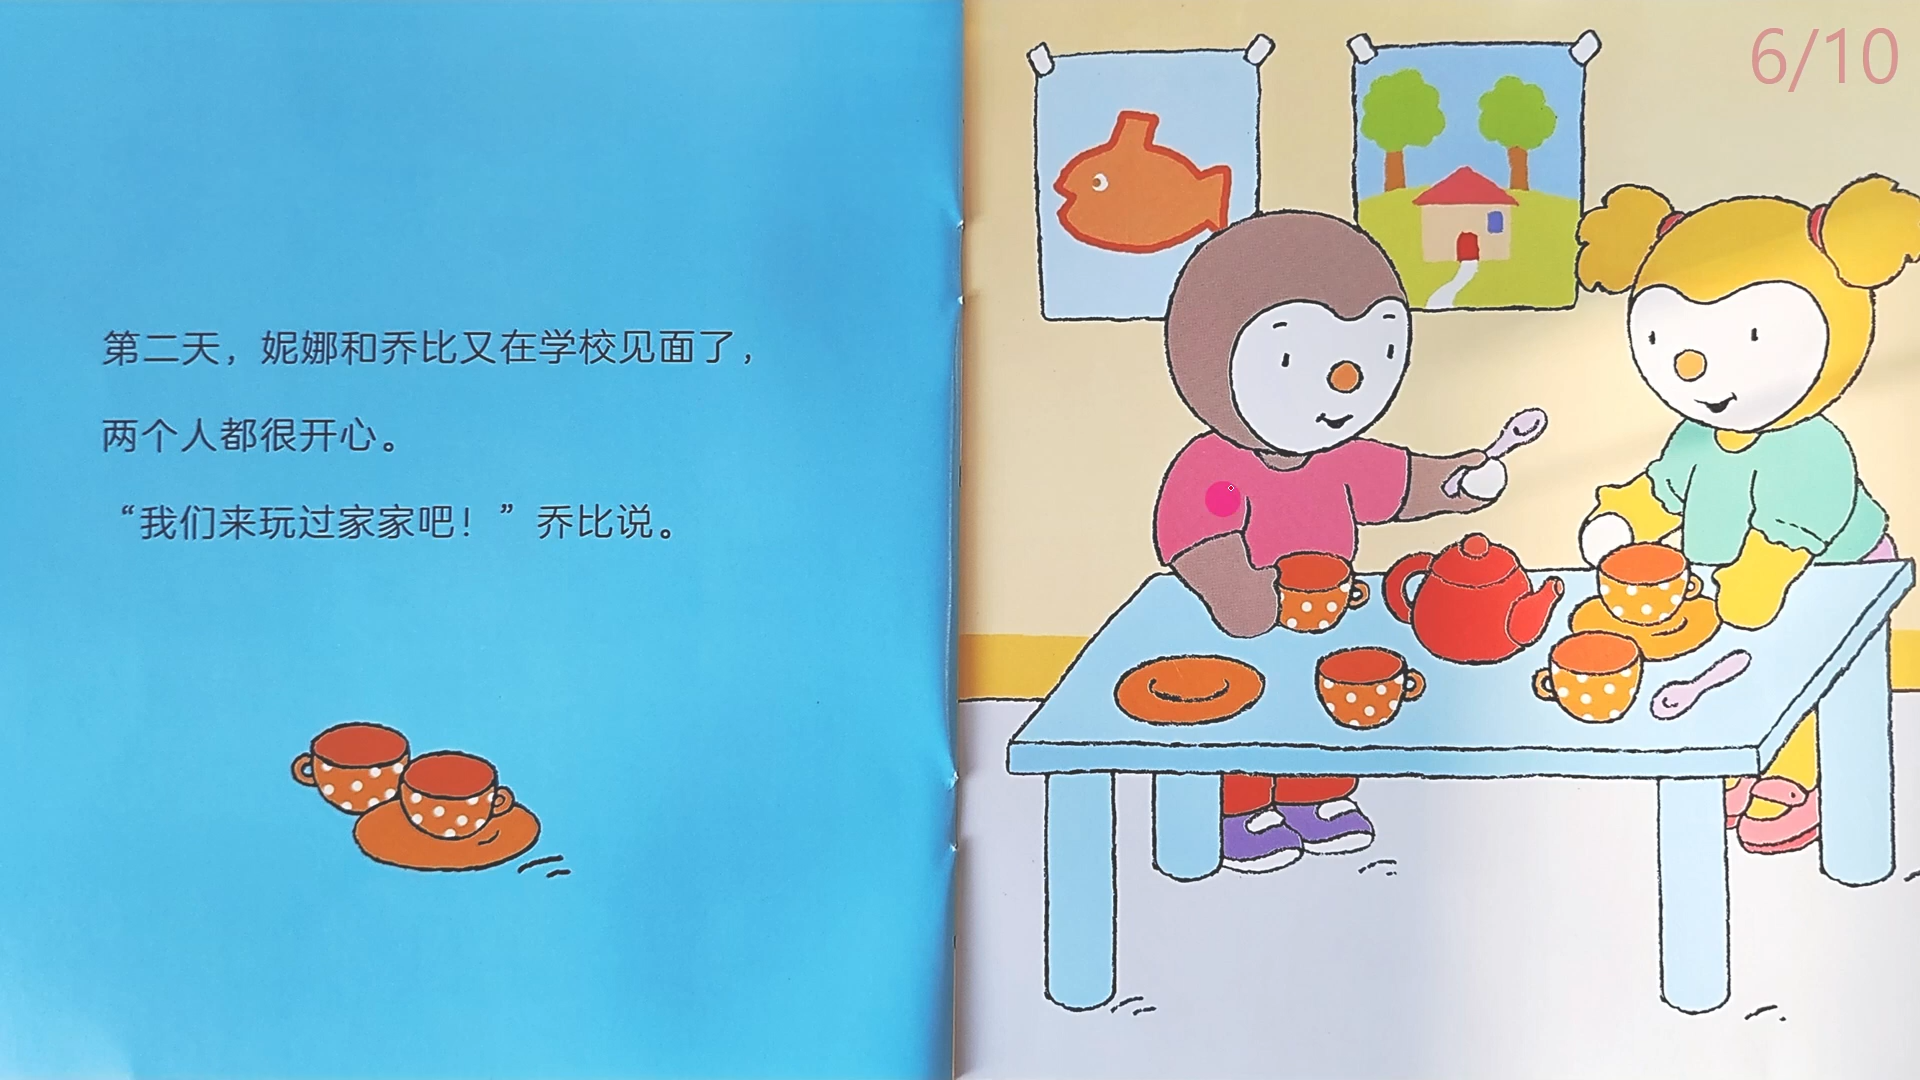 第二天，妮娜和乔比又在学校见面了，
两个人都很开心。
“我们来玩过家家吧！”乔比说。
6/10